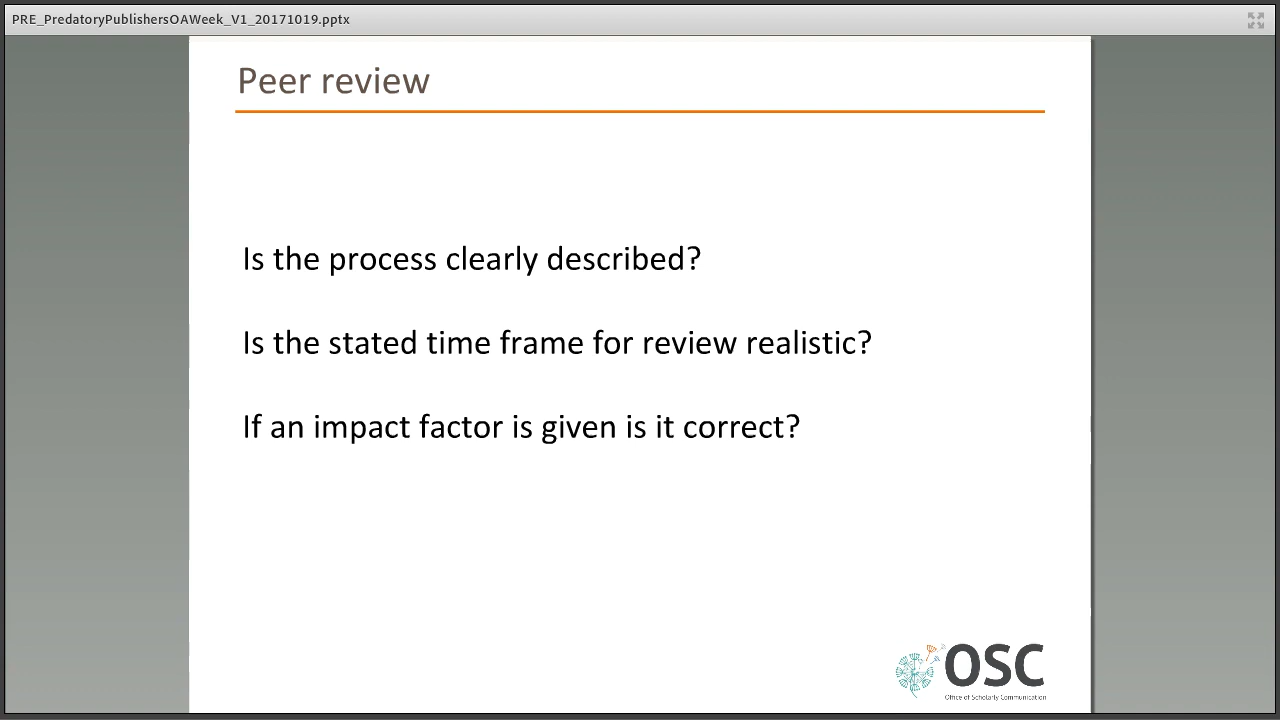 PRE_PredatoryPublishersOAWeek_V1_20171019.pptx
Peer review
Is the process clearly described?
Is the stated time frame for review realistic?
If an impact factor is given is it correct?
OSC
Office of Scholarly Communication